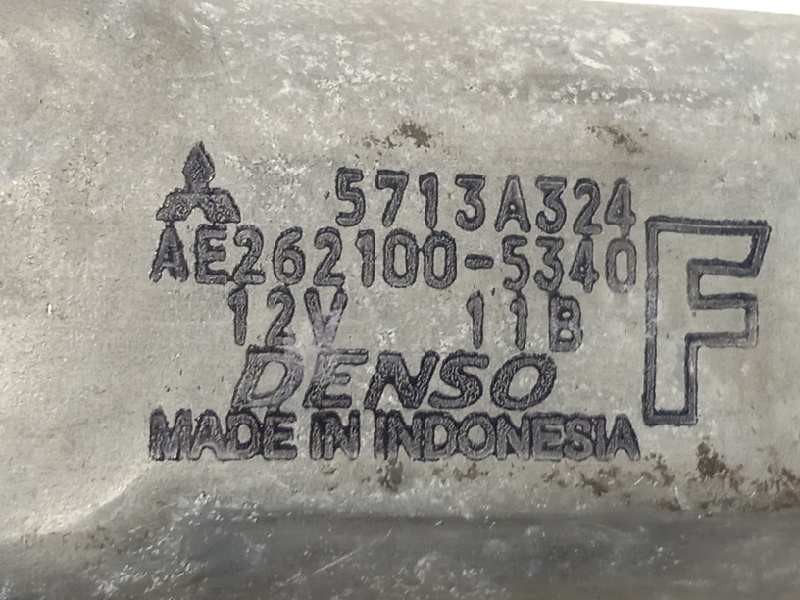 5713A324
AE262100-5340
12V 11B
DENSO
MADE IN INDONESIA
F